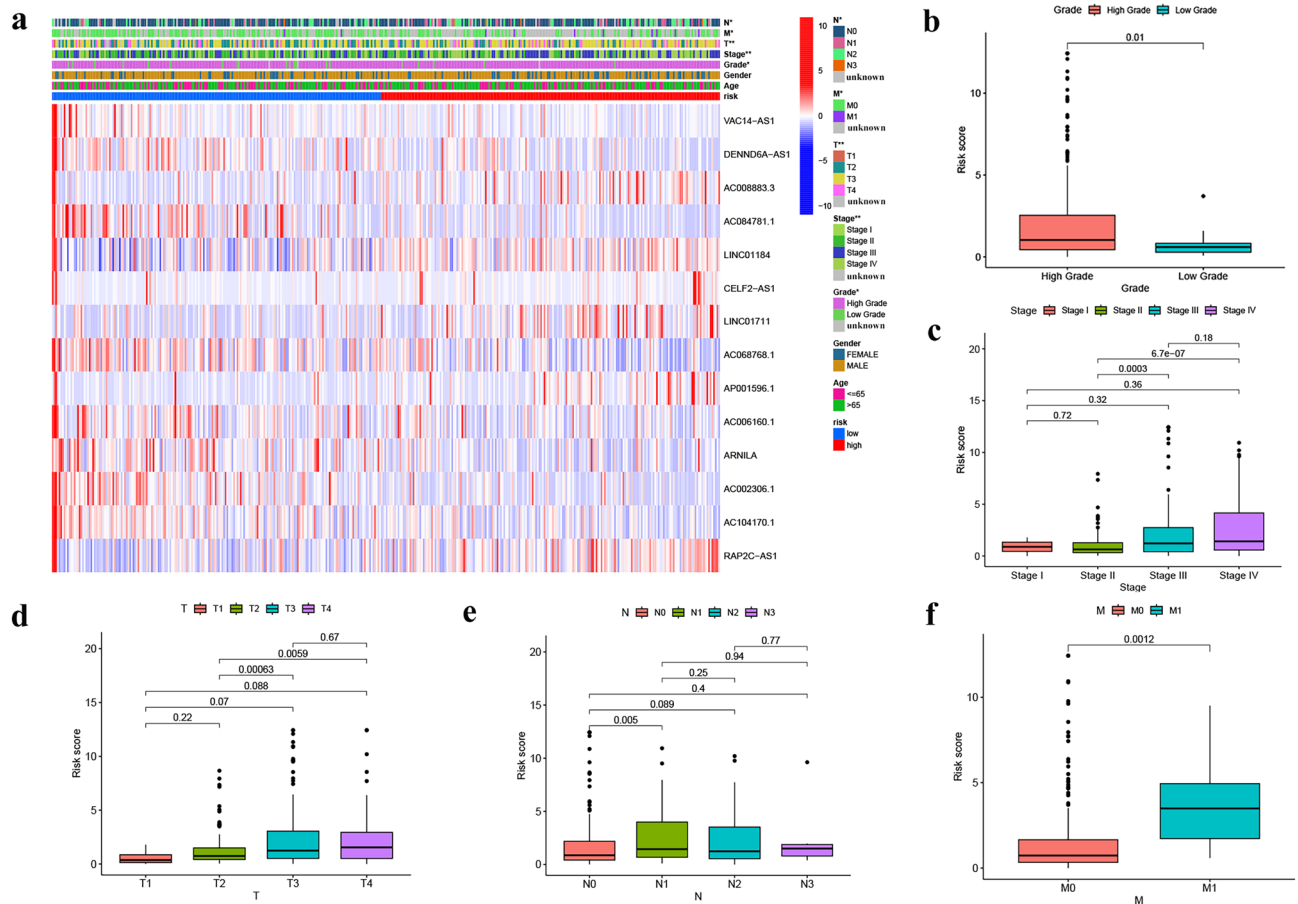 a
N*
M*
T**
Stage**
Grade*
Gender
Age
risk
VAC14-AS1
DENND6A-AS1
AC008883.3
AC084781.1
LINC01184
CELF2-AS1
LINC01711
AC068768.1
AP001596.1
AC006160.1
ARNILA
AC002306.1
AC104170.1
RAP2C-AS1
10
5
0
−5
−10
N*
N0
N1
N2
N3
unknown
M*
M0
M1
unknown
T**
T1
T2
T3
T4
unknown
Stage**
Stage I
Stage II
Stage III
Stage IV
unknown
Grade*
High Grade
Low Grade
unknown
Gender
FEMALE
MALE
Age
<=65
>65
risk
low
high
b
Grade High Grade Low Grade
0.01
Risk score
10
5
0
High Grade Low Grade
Grade
c
Stage Stage I Stage II Stage III Stage IV
0.18
6.7e-07
0.0003
0.36
0.32
0.72
Risk score
20
15
10
5
0
Stage I Stage II Stage III Stage IV
Stage
d
T T1 T2 T3 T4
0.67
0.0059
0.00063
0.088
0.07
0.22
Risk score
20
15
10
5
0
T1 T2 T3 T4
T
e
N N0 N1 N2 N3
0.77
0.94
0.25
0.4
0.089
0.005
Risk score
20
15
10
5
0
N0 N1 N2 N3
N
f
M M0 M1
0.0012
Risk score
10
5
0
M0 M1
M